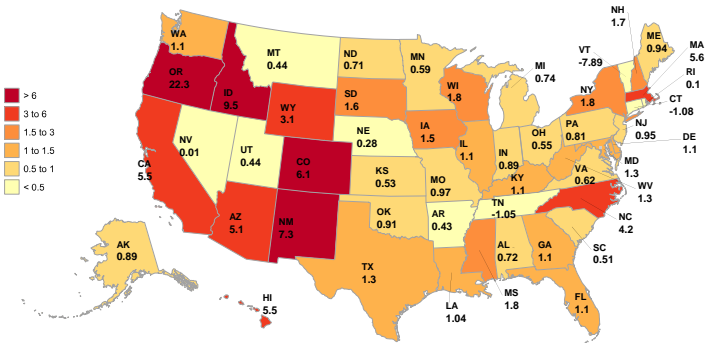 NH
1.7
WA
1.1
MT
0.44
ND
0.71
MN
0.59
MI
0.74
VT
-7.89
ME
0.94
MA
5.6
RI
0.1
CT
-1.08
OR
22.3
ID
9.5
WY
3.1
SD
1.6
WI
1.8
NY
1.8
> 6
3 to 6
1.5 to 3
1 to 1.5
0.5 to 1
< 0.5
NV
0.01
UT
0.44
CO
6.1
NE
0.28
IA
1.5
IL
1.1
IN
0.89
OH
0.55
PA
0.81
NJ
0.95
DE
1.1
MD
1.3
WV
1.3
CA
5.5
KS
0.53
MO
0.97
KY
1.1
VA
0.62
AZ
5.1
NM
7.3
OK
0.91
AR
0.43
TN
-1.05
NC
4.2
SC
0.51
AK
0.89
TX
1.3
AL
0.72
GA
1.1
HI
5.5
LA
1.04
MS
1.8
FL
1.1